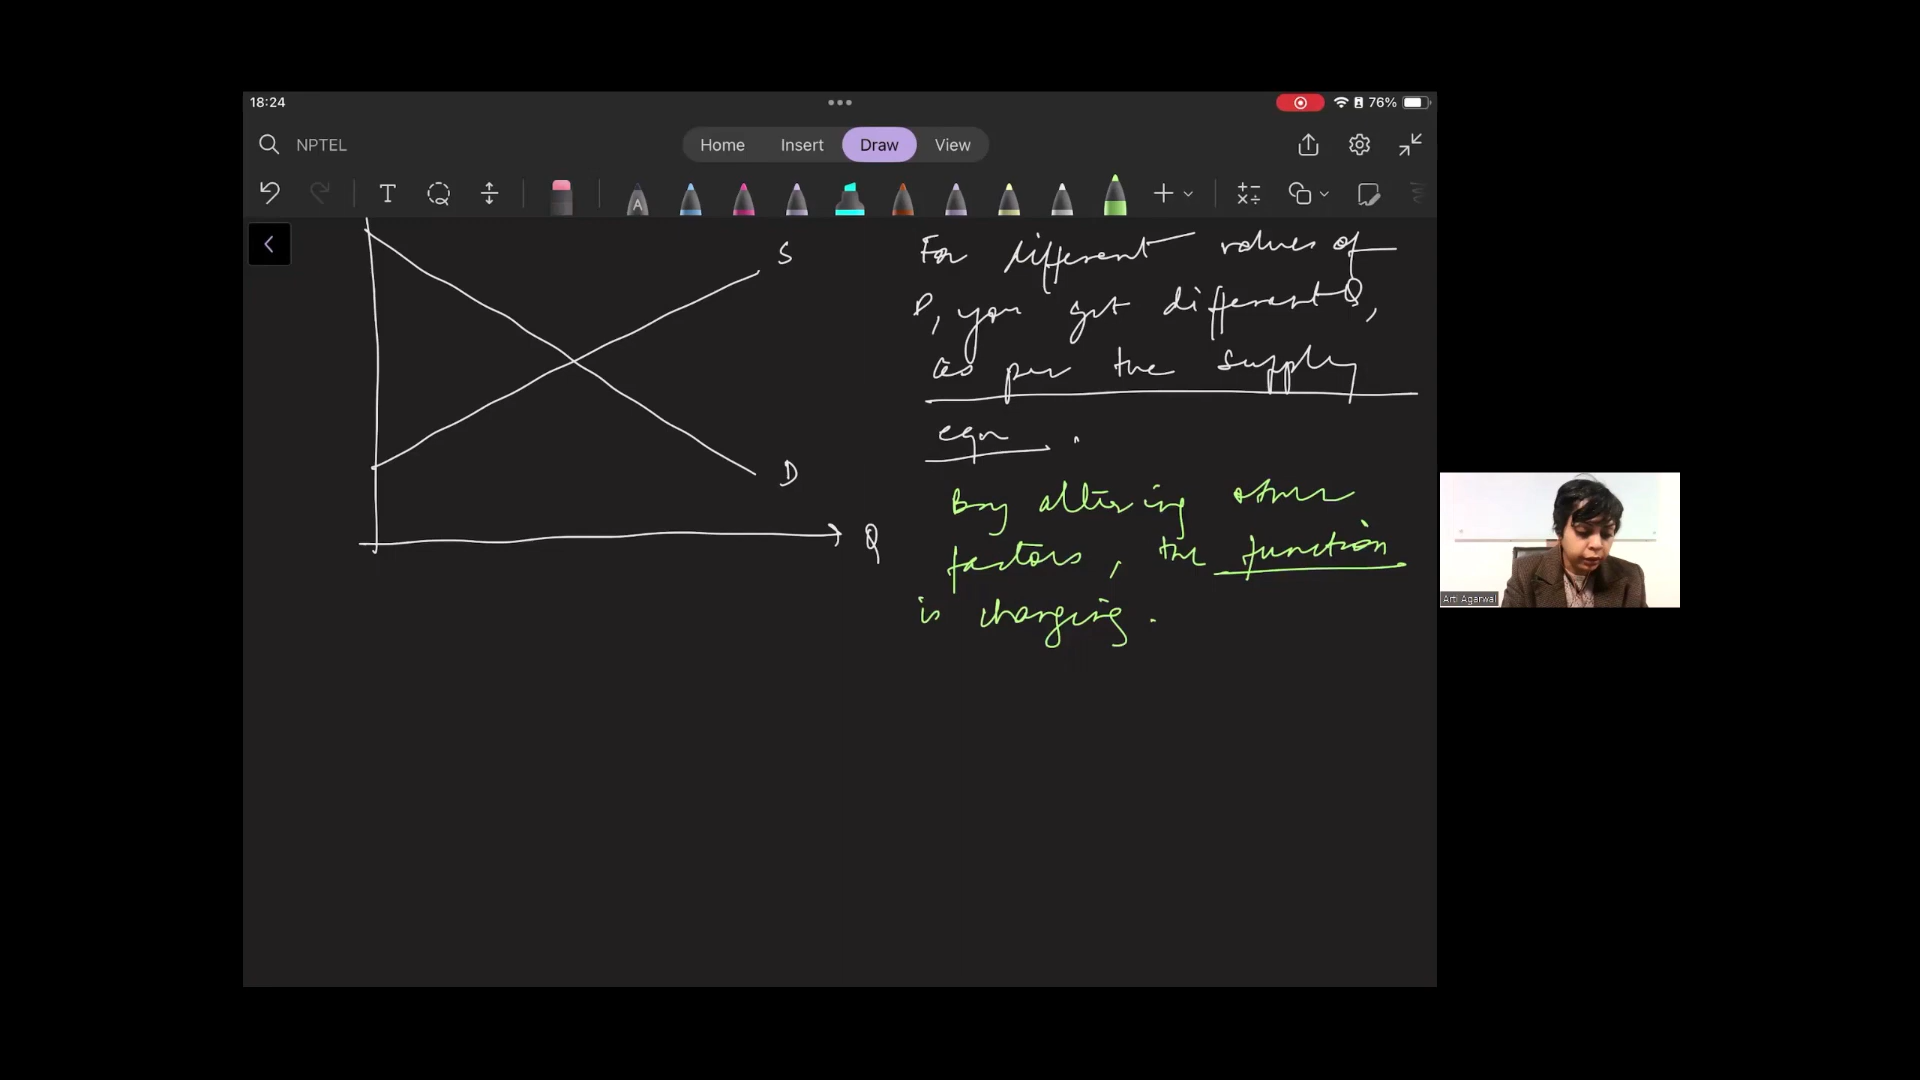 18:24
76%
NPTEL
Home Insert Draw View
T
A
S
D
Q
For different values of
P, you get different Q,
as per the supply
eqn.
By altering other
factors, the function
is changing.
Arti Agarwal